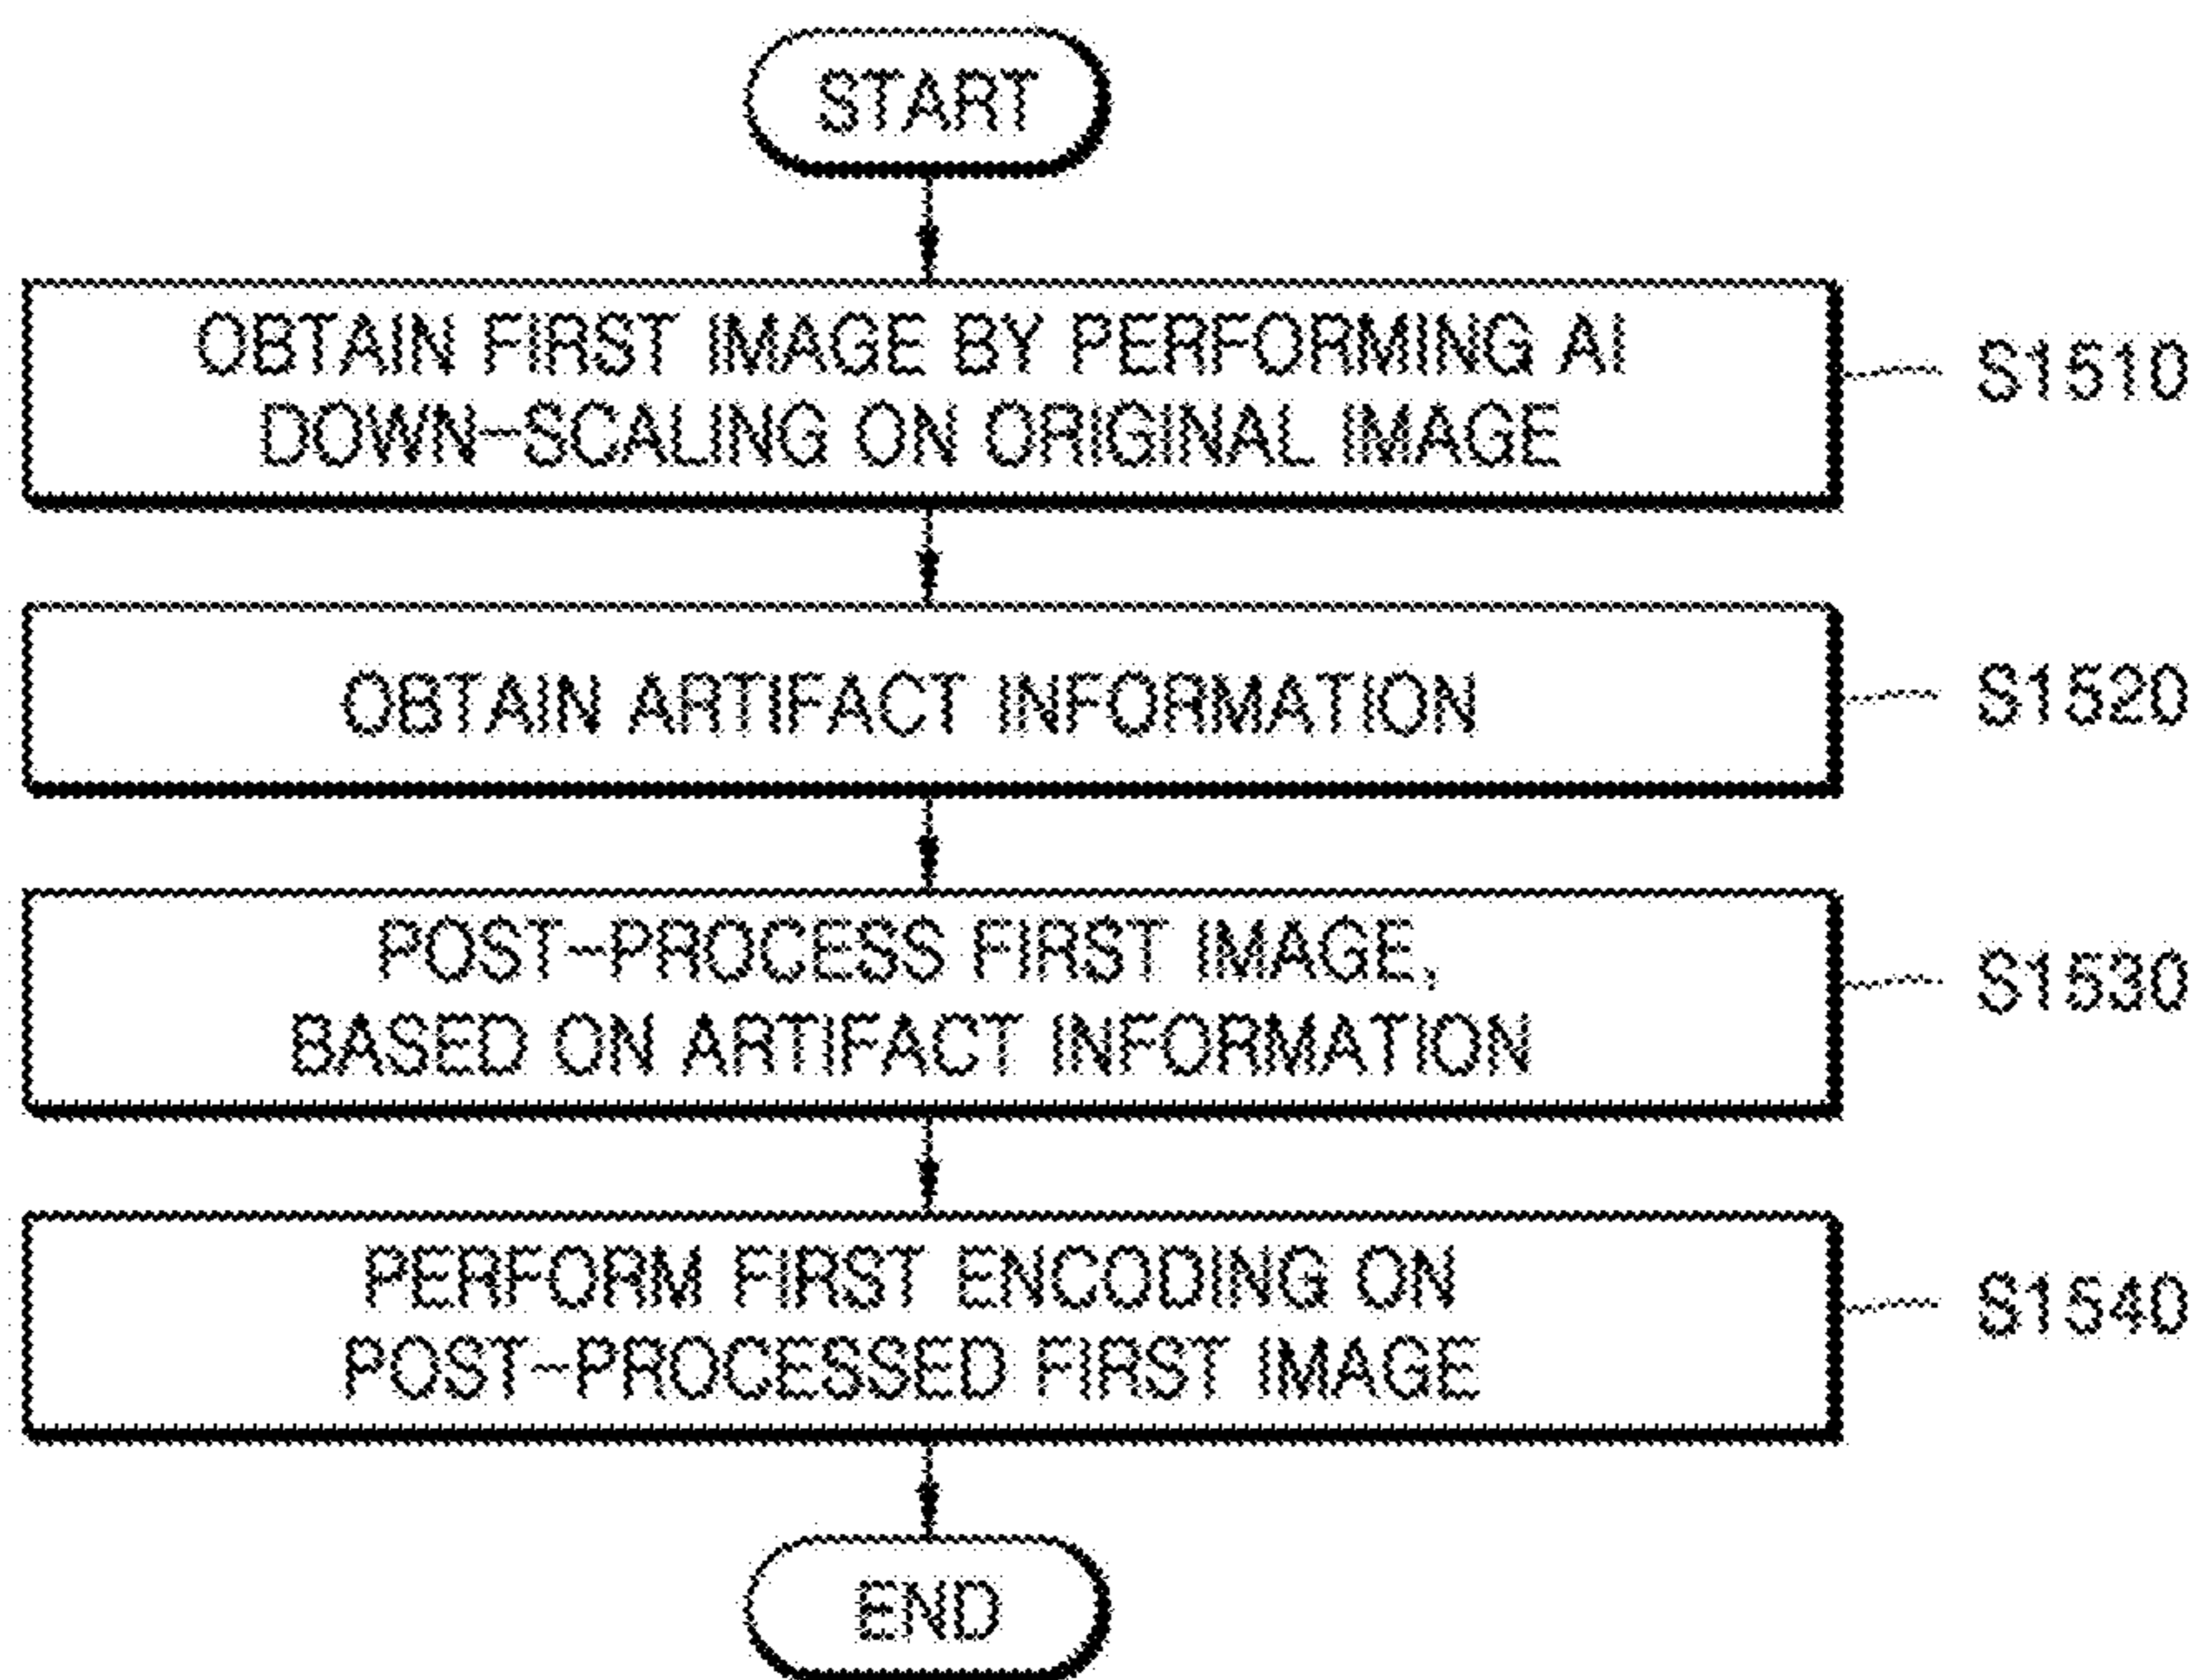 START
OBTAIN FIRST IMAGE BY PERFORMING AI
DOWN-SCALING ON ORIGINAL IMAGE
S1510
OBTAIN ARTIFACT INFORMATION
S1520
POST-PROCESS FIRST IMAGE,
BASED ON ARTIFACT INFORMATION
S1530
PERFORM FIRST ENCODING ON
POST-PROCESSED FIRST IMAGE
S1540
END